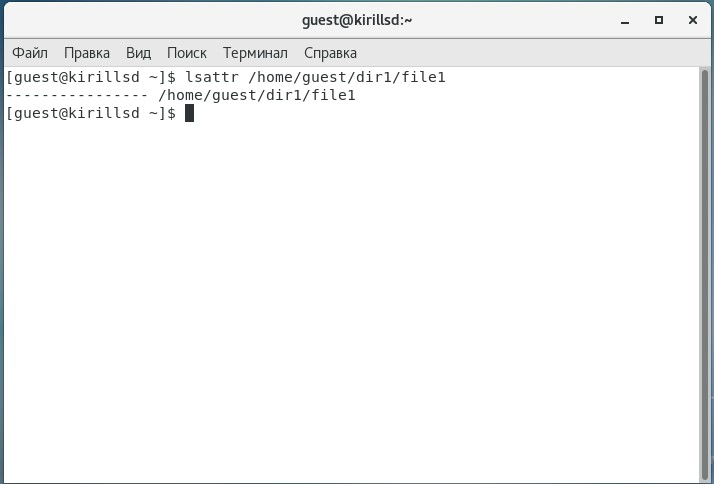 guest@kirillsd:~
Файл Правка Вид Поиск Терминал Справка
[guest@kirillsd ~]$ lsattr /home/guest/dir1/file1
---------------- /home/guest/dir1/file1
[guest@kirillsd ~]$